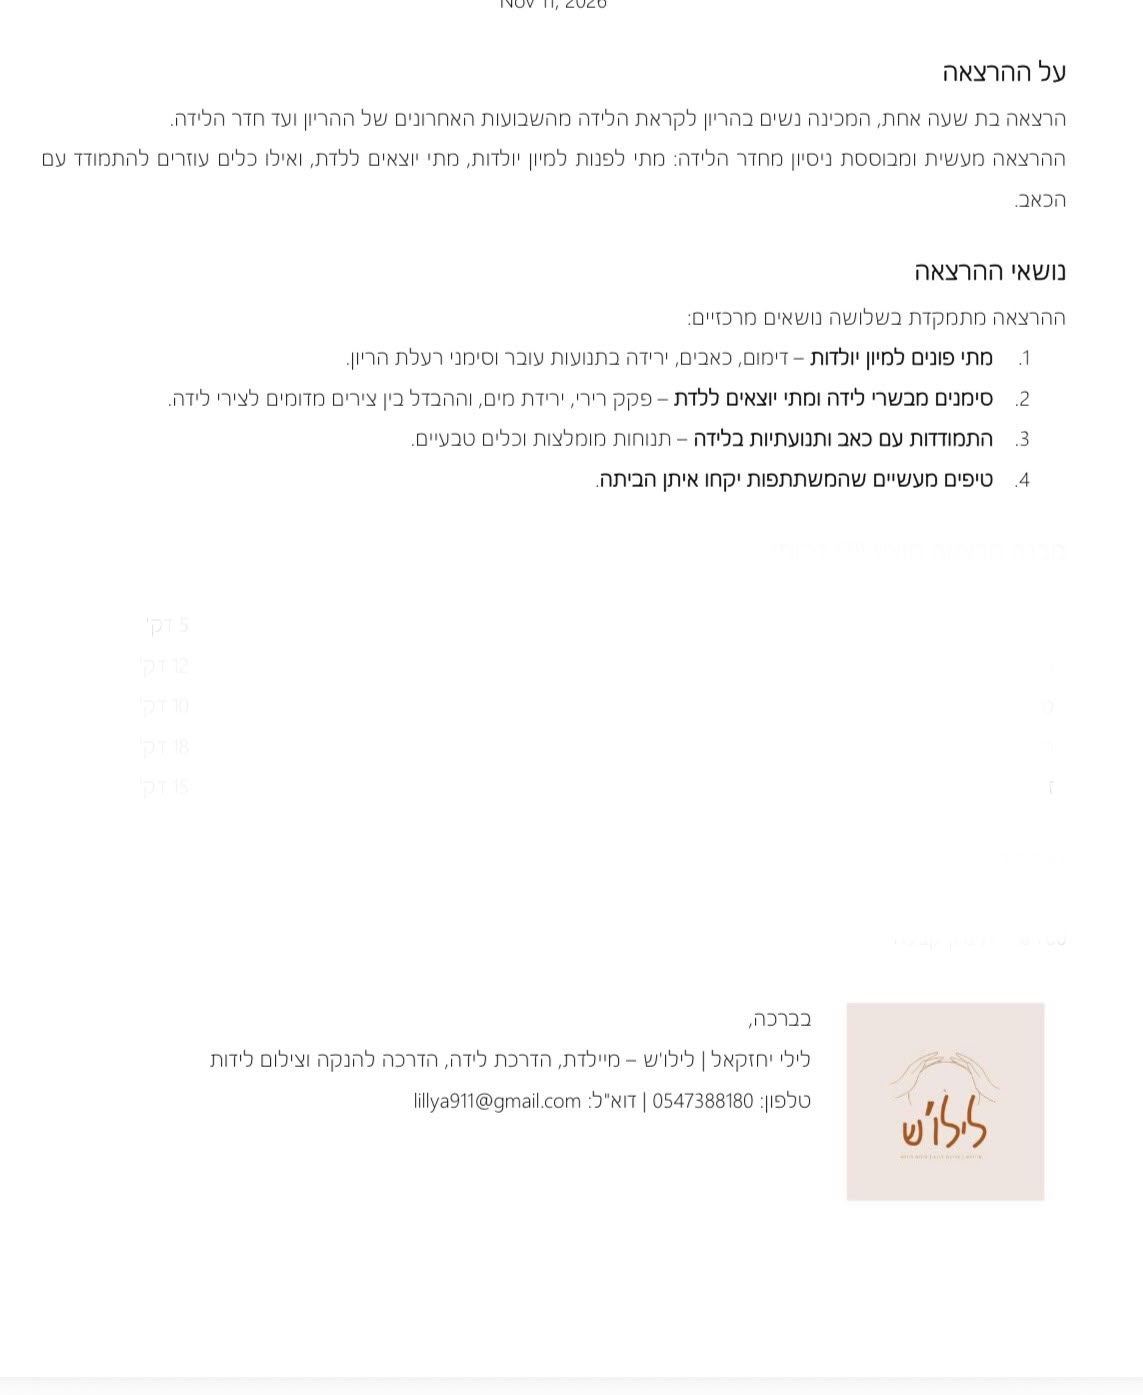 Nov 11, 2026
על ההרצאה
הרצאה בת שעה אחת, המכינה נשים בהריון לקראת הלידה מהשבועות האחרונים של ההריון ועד חדר הלידה.
ההרצאה מעשית ומבוססת ניסיון מחדר הלידה: מתי לפנות למיון יולדות, מתי יוצאים ללדת, ואילו כלים עוזרים להתמודד עם
הכאב.
נושאי ההרצאה
ההרצאה מתמקדת בשלושה נושאים מרכזיים:
1. מתי פונים למיון יולדות – דימום, כאבים, ירידה בתנועות עובר וסימני רעלת הריון.
2. סימנים מבשרי לידה ומתי יוצאים ללדת – פקק רירי, ירידת מים, וההבדל בין צירים מדומים לצירי לידה.
3. התמודדות עם כאב ותנועתיות בלידה – תנוחות מומלצות וכלים טבעיים.
4. טיפים מעשיים שהמשתתפות יקחו איתן הביתה.
5 דק'
12 דק'
10 דק'
18 דק'
15 דק'
בברכה,
לילי יחזקאל | לילו'ש – מיילדת, הדרכת לידה, הדרכה להנקה וצילום לידות
טלפון: 0547388180 | דוא"ל: lillya911@gmail.com
לילו'ש